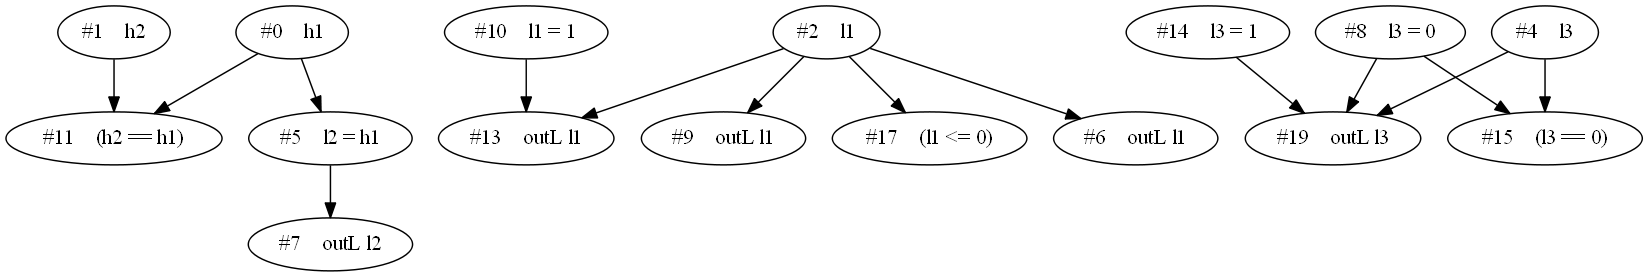 #1 h2
#0 h1
#10 l1 = 1
#2 l1
#14 l3 = 1
#8 l3 = 0
#4 l3
#11 (h2 == h1)
#5 l2 = h1
#13 outL l1
#9 outL l1
#17 (l1 <= 0)
#6 outL l1
#19 outL l3
#15 (l3 == 0)
#7 outL l2